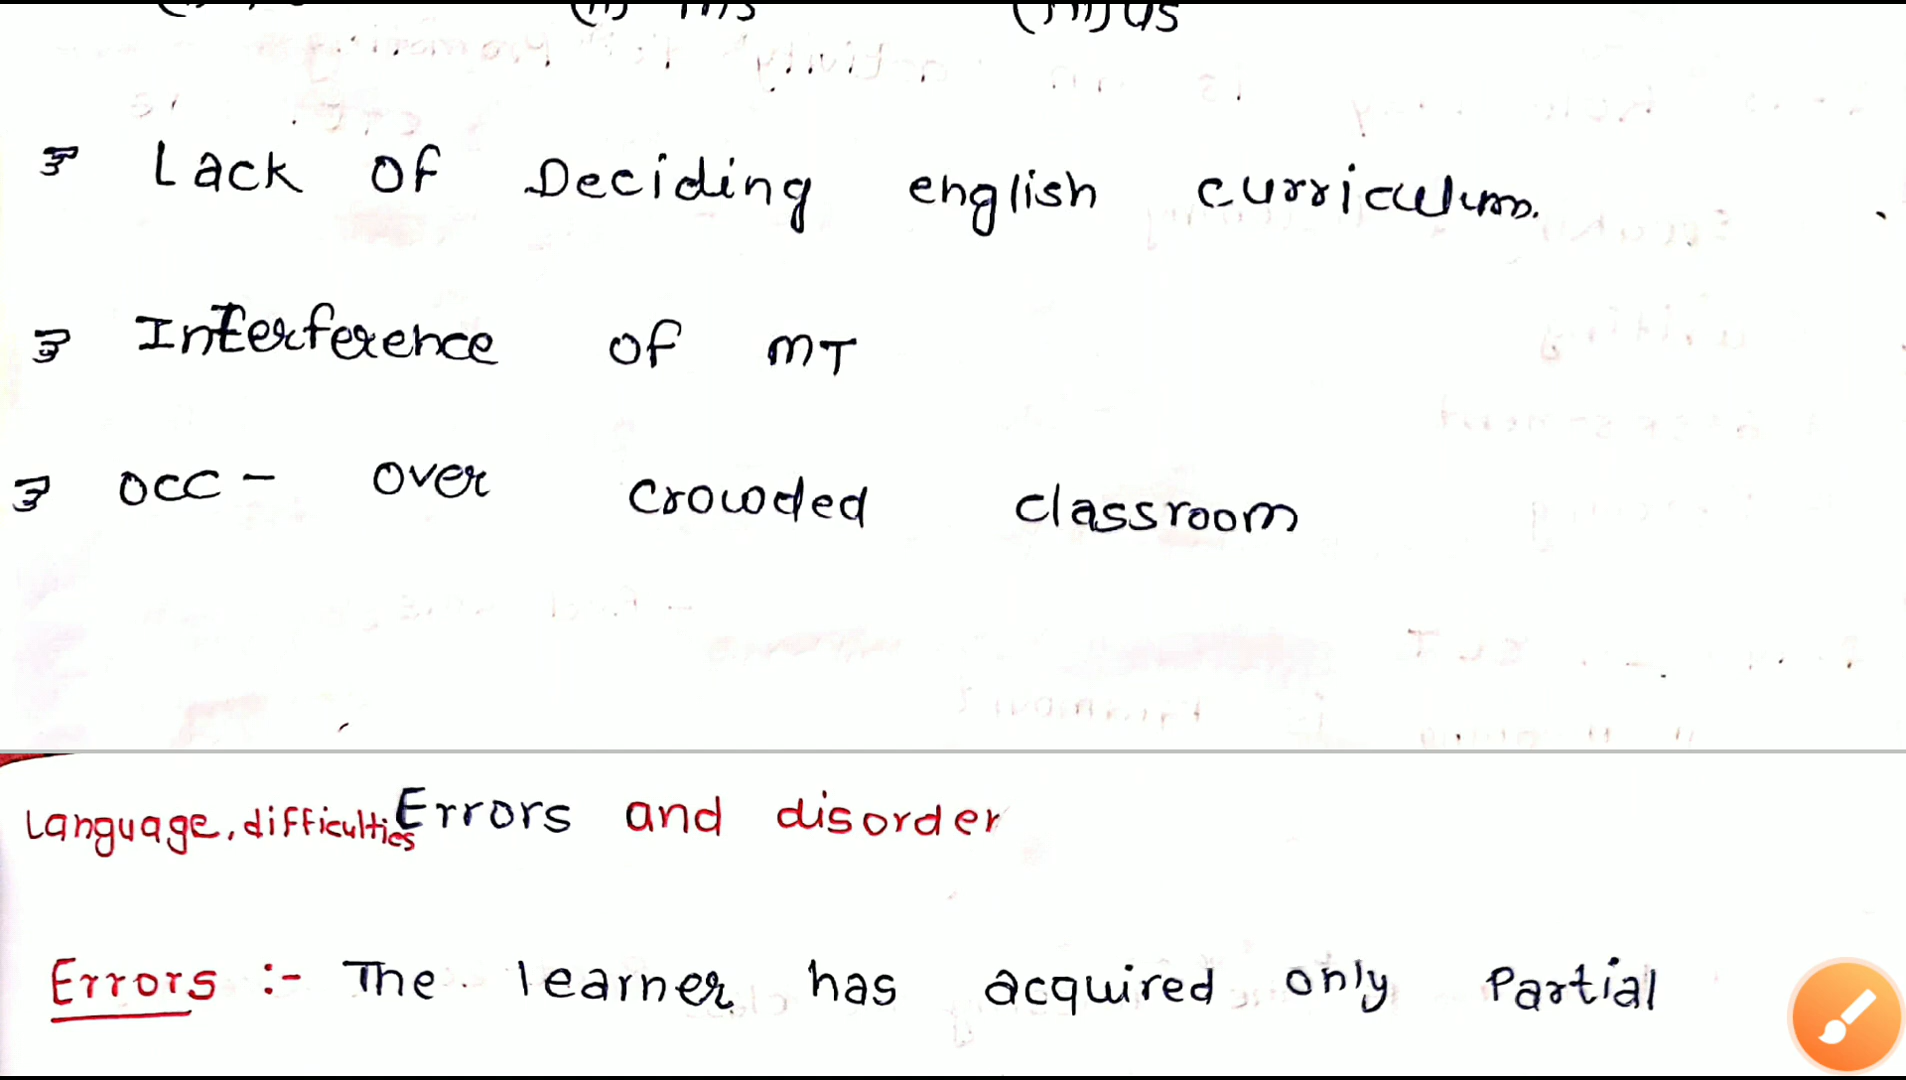 Lack of Deciding english curriculum.
Interference of MT
OCC - over crowded classroom
Language, difficulties Errors and disorder
Errors :- The learner has acquired only Partial